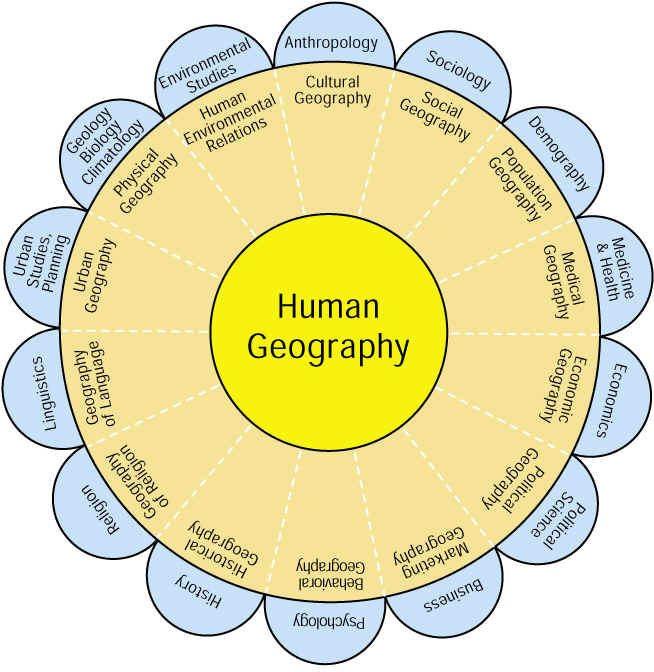 Anthropology
Cultural
Geography
Sociology
Social
Geography
Demography
Population
Geography
Medicine
& Health
Medical
Geography
Economics
Economic
Geography
Political
Science
Political
Geography
Business
Marketing
Geography
Psychology
Behavioral
Geography
History
Historical
Geography
Religion
Geography
of Religion
Linguistics
Geography
of Language
Urban
Studies,
Planning
Urban
Geography
Geology
Biology
Climatology
Physical
Geography
Environmental
Studies
Human
Environmental
Relations
Human
Geography